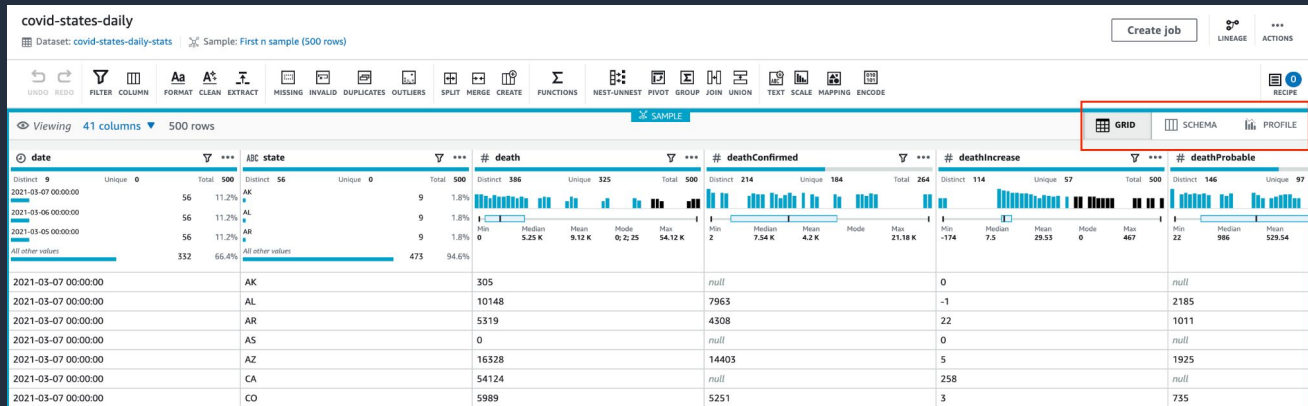 covid-states-daily
Dataset: covid-states-daily-stats Sample: First n sample (500 rows)
Create job
LINEAGE
ACTIONS
UNDO REDO FILTER COLUMN FORMAT CLEAN EXTRACT MISSING INVALID DUPLICATES OUTLIERS SPLIT MERGE CREATE FUNCTIONS NEST-UNNEST PIVOT GROUP JOIN UNION TEXT SCALE MAPPING ENCODE RECIPE
0
Viewing 41 columns 500 rows
SAMPLE
GRID SCHEMA PROFILE
date ABC state # death # deathConfirmed # deathIncrease # deathProbable
Distinct 9 Unique 0 Total 500 Distinct 56 Unique 0 Total 500 Distinct 386 Unique 325 Total 500 Distinct 214 Unique 184 Total 264 Distinct 114 Unique 57 Total 500 Distinct 146 Unique 97
2021-03-07 00:00:00 56 11.2% AK 9 1.8%
2021-03-06 00:00:00 56 11.2% AL 9 1.8%
2021-03-05 00:00:00 56 11.2% AR 9 1.8%
All other values 332 66.4% All other values 473 94.6%
Min Median Mean Mode Max Min Median Mean Mode Max Min Median Mean Mode Max Min Median Mean
0 5.25 K 9.12 K 0; 2; 25 54.12 K 2 7.54 K 4.2 K 21.18 K -174 7.5 29.53 0 467 22 986 529.54
2021-03-07 00:00:00 AK 305 null 0 null
2021-03-07 00:00:00 AL 10148 7963 -1 2185
2021-03-07 00:00:00 AR 5319 4308 22 1011
2021-03-07 00:00:00 AS 0 null 0 null
2021-03-07 00:00:00 AZ 16328 14403 5 1925
2021-03-07 00:00:00 CA 54124 null 258 null
2021-03-07 00:00:00 CO 5989 5251 3 735